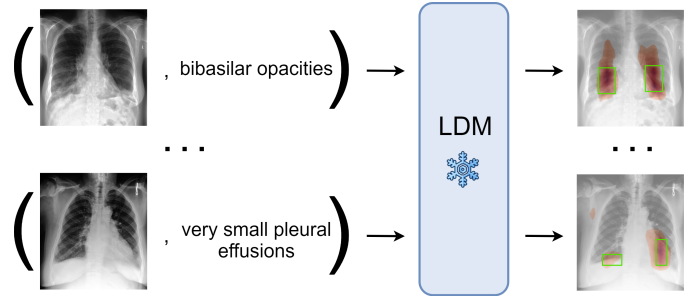 ( , bibasilar opacities )
LDM
. . .
. . .
( , very small pleural
effusions )